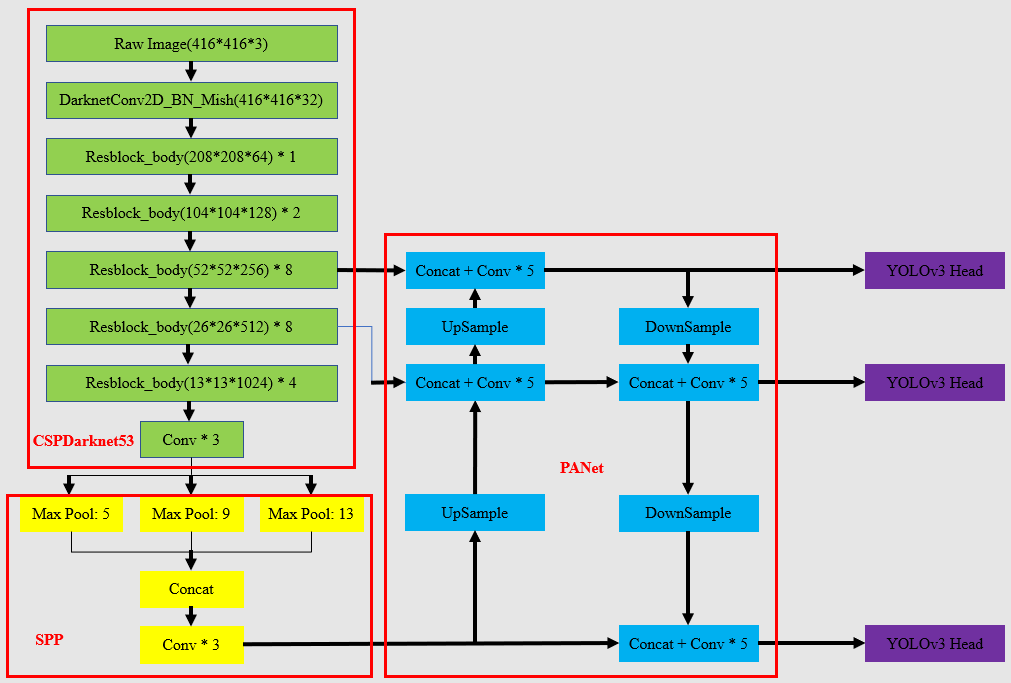 Raw Image(416*416*3)
DarknetConv2D_BN_Mish(416*416*32)
Resblock_body(208*208*64) * 1
Resblock_body(104*104*128) * 2
Resblock_body(52*52*256) * 8
Resblock_body(26*26*512) * 8
Resblock_body(13*13*1024) * 4
CSPDarknet53
Conv * 3
Max Pool: 5
Max Pool: 9
Max Pool: 13
Concat
SPP
Conv * 3
Concat + Conv * 5
UpSample
Concat + Conv * 5
UpSample
DownSample
Concat + Conv * 5
PANet
DownSample
Concat + Conv * 5
YOLOv3 Head
YOLOv3 Head
YOLOv3 Head